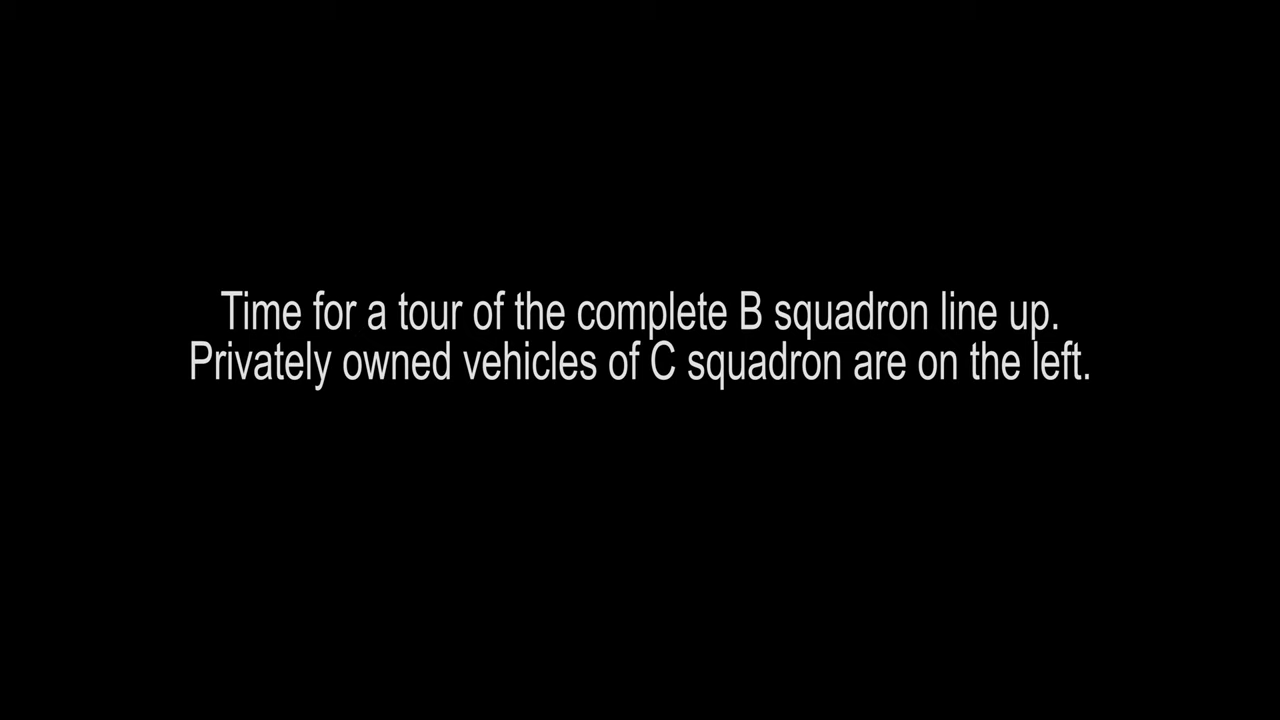 Time for a tour of the complete B squadron line up.
Privately owned vehicles of C squadron are on the left.